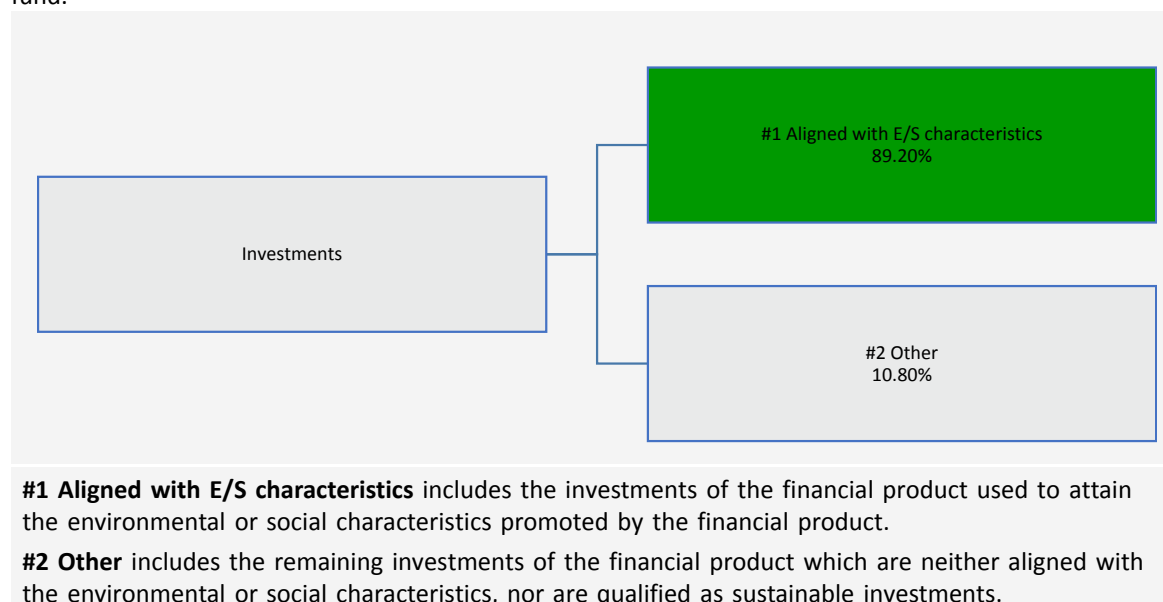 fund.
#1 Aligned with E/S characteristics
89.20%
Investments
#2 Other
10.80%
#1 Aligned with E/S characteristics includes the investments of the financial product used to attain
the environmental or social characteristics promoted by the financial product.
#2 Other includes the remaining investments of the financial product which are neither aligned with
the environmental or social characteristics, nor are qualified as sustainable investments.